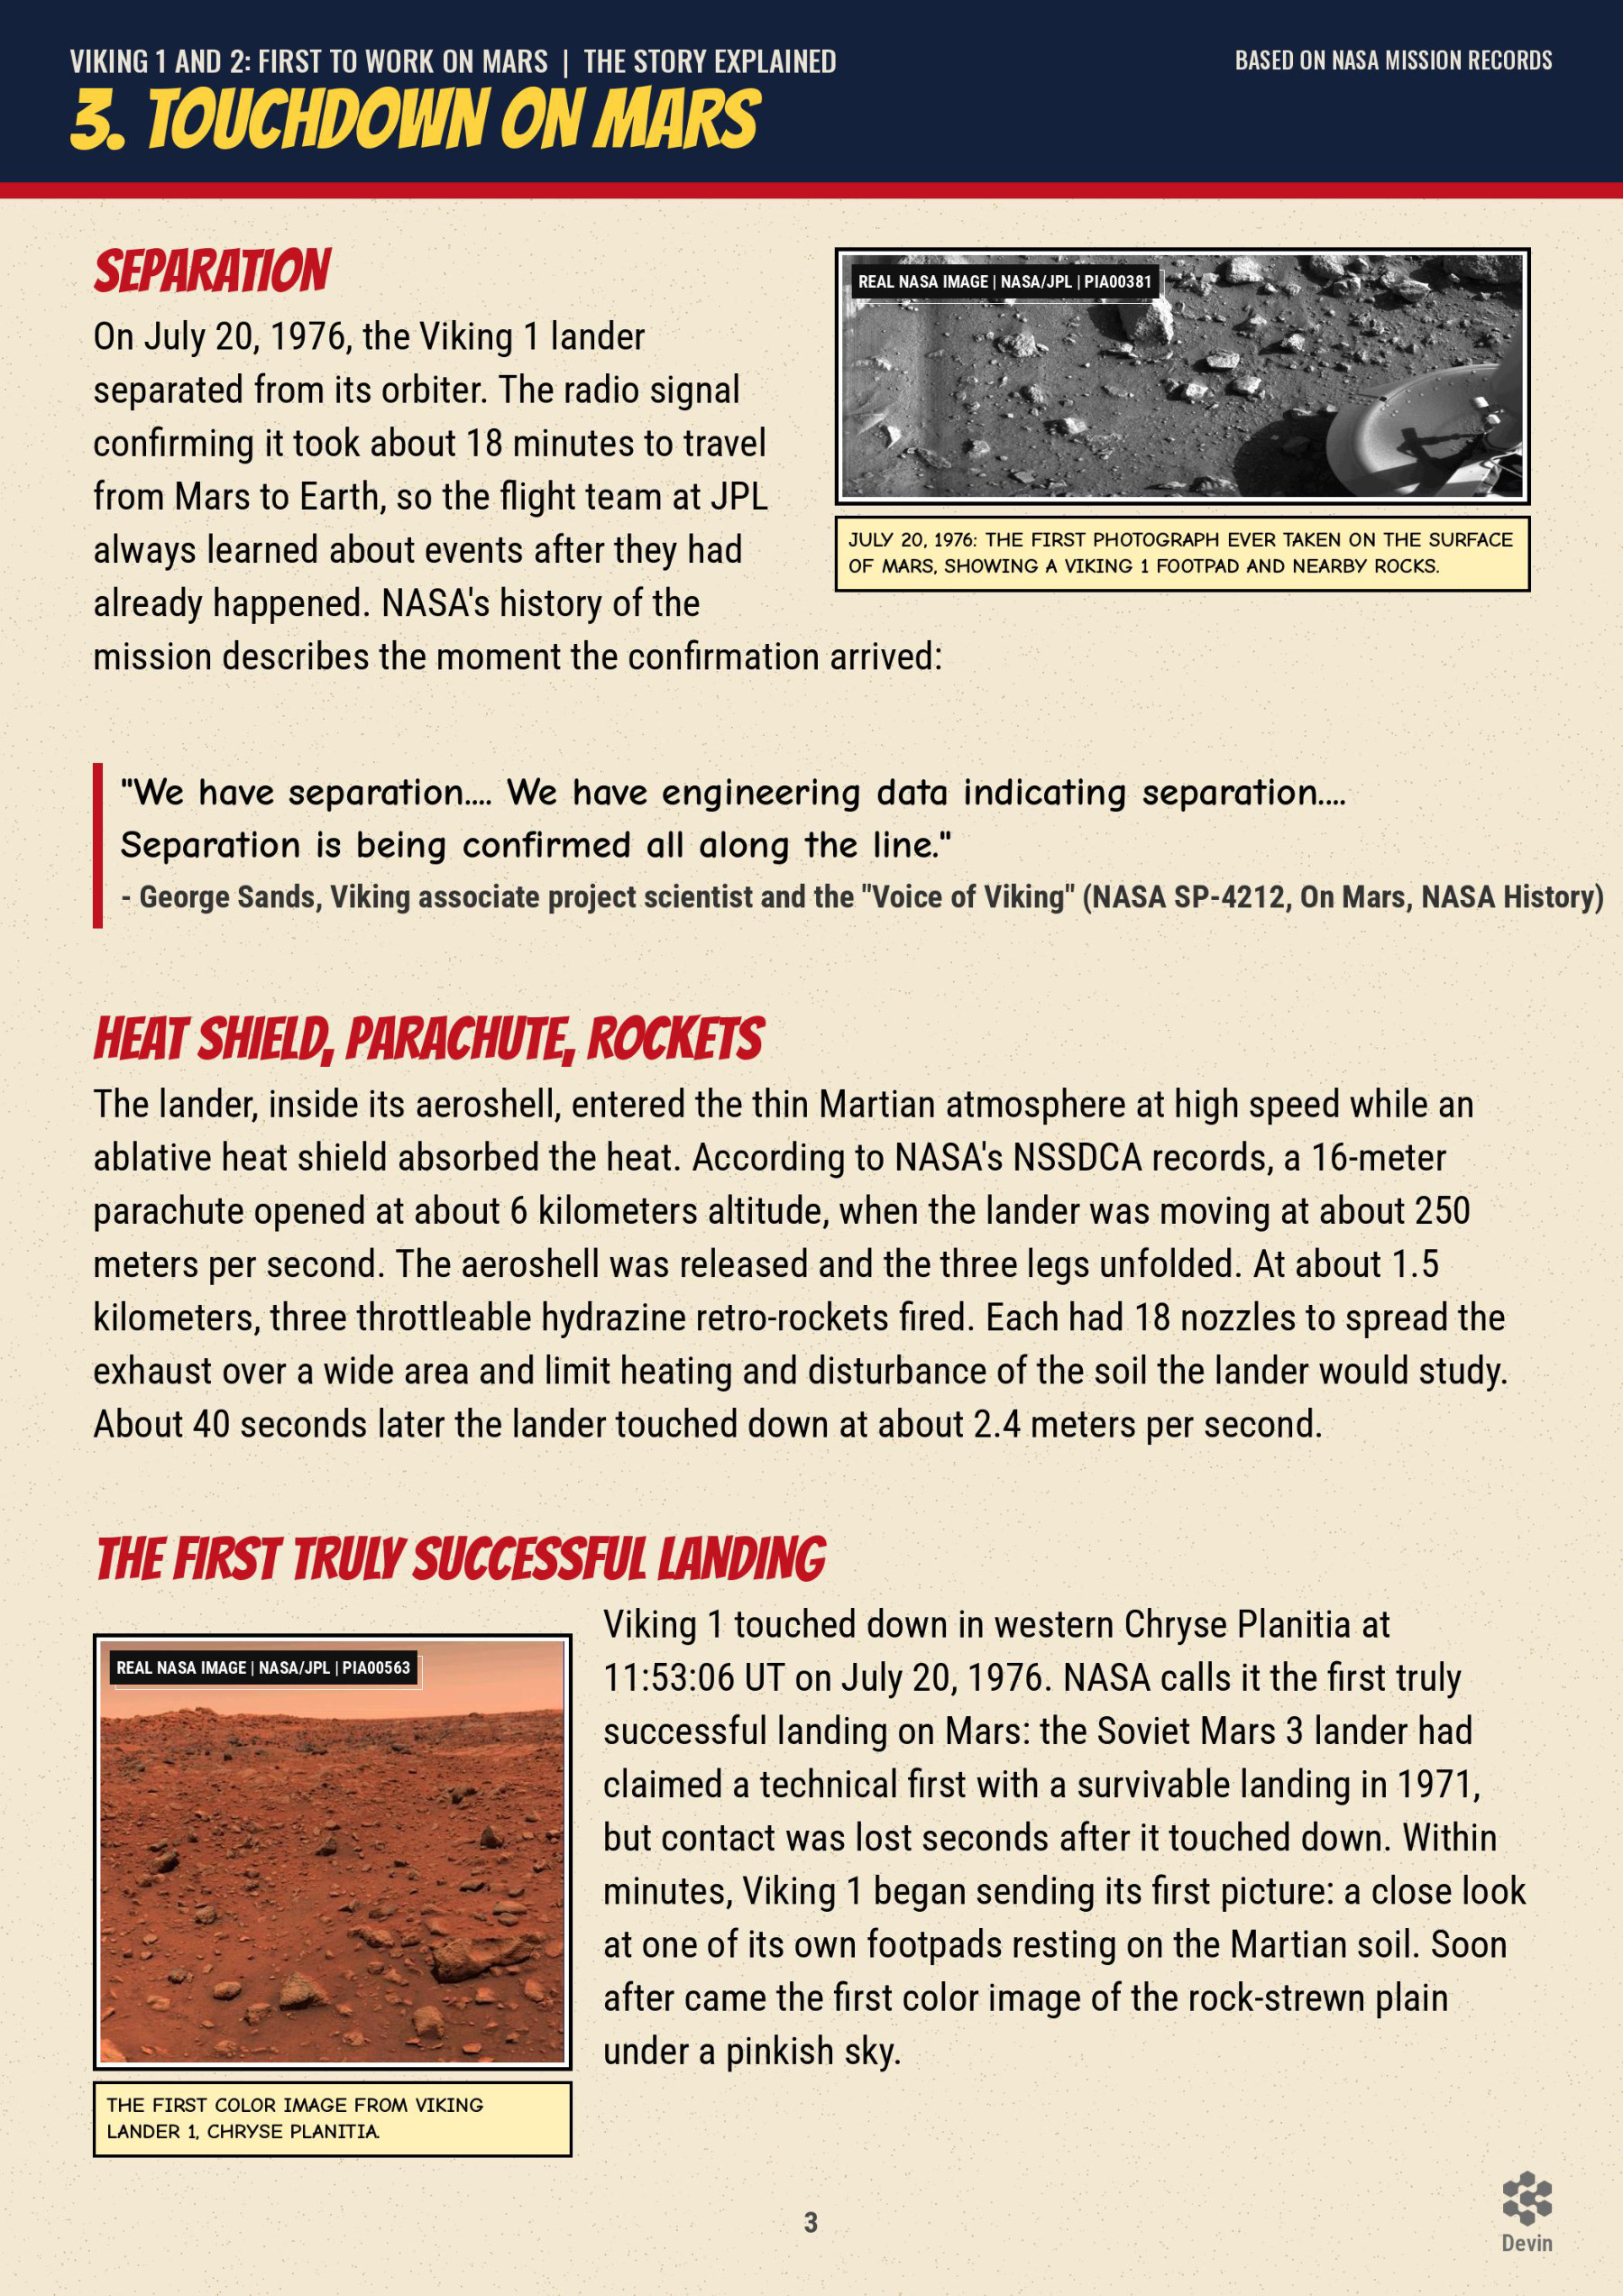 VIKING 1 AND 2: FIRST TO WORK ON MARS | THE STORY EXPLAINED
BASED ON NASA MISSION RECORDS
3. TOUCHDOWN ON MARS
SEPARATION
On July 20, 1976, the Viking 1 lander
separated from its orbiter. The radio signal
confirming it took about 18 minutes to travel
from Mars to Earth, so the flight team at JPL
always learned about events after they had
already happened. NASA's history of the
mission describes the moment the confirmation arrived:
REAL NASA IMAGE | NASA/JPL | PIA00381
JULY 20, 1976: THE FIRST PHOTOGRAPH EVER TAKEN ON THE SURFACE
OF MARS, SHOWING A VIKING 1 FOOTPAD AND NEARBY ROCKS.
"We have separation.... We have engineering data indicating separation....
Separation is being confirmed all along the line."
- George Sands, Viking associate project scientist and the "Voice of Viking" (NASA SP-4212, On Mars, NASA History)
HEAT SHIELD, PARACHUTE, ROCKETS
The lander, inside its aeroshell, entered the thin Martian atmosphere at high speed while an
ablative heat shield absorbed the heat. According to NASA's NSSDCA records, a 16-meter
parachute opened at about 6 kilometers altitude, when the lander was moving at about 250
meters per second. The aeroshell was released and the three legs unfolded. At about 1.5
kilometers, three throttleable hydrazine retro-rockets fired. Each had 18 nozzles to spread the
exhaust over a wide area and limit heating and disturbance of the soil the lander would study.
About 40 seconds later the lander touched down at about 2.4 meters per second.
THE FIRST TRULY SUCCESSFUL LANDING
REAL NASA IMAGE | NASA/JPL | PIA00563
THE FIRST COLOR IMAGE FROM VIKING
LANDER 1, CHRYSE PLANITIA.
Viking 1 touched down in western Chryse Planitia at
11:53:06 UT on July 20, 1976. NASA calls it the first truly
successful landing on Mars: the Soviet Mars 3 lander had
claimed a technical first with a survivable landing in 1971,
but contact was lost seconds after it touched down. Within
minutes, Viking 1 began sending its first picture: a close look
at one of its own footpads resting on the Martian soil. Soon
after came the first color image of the rock-strewn plain
under a pinkish sky.
3
Devin